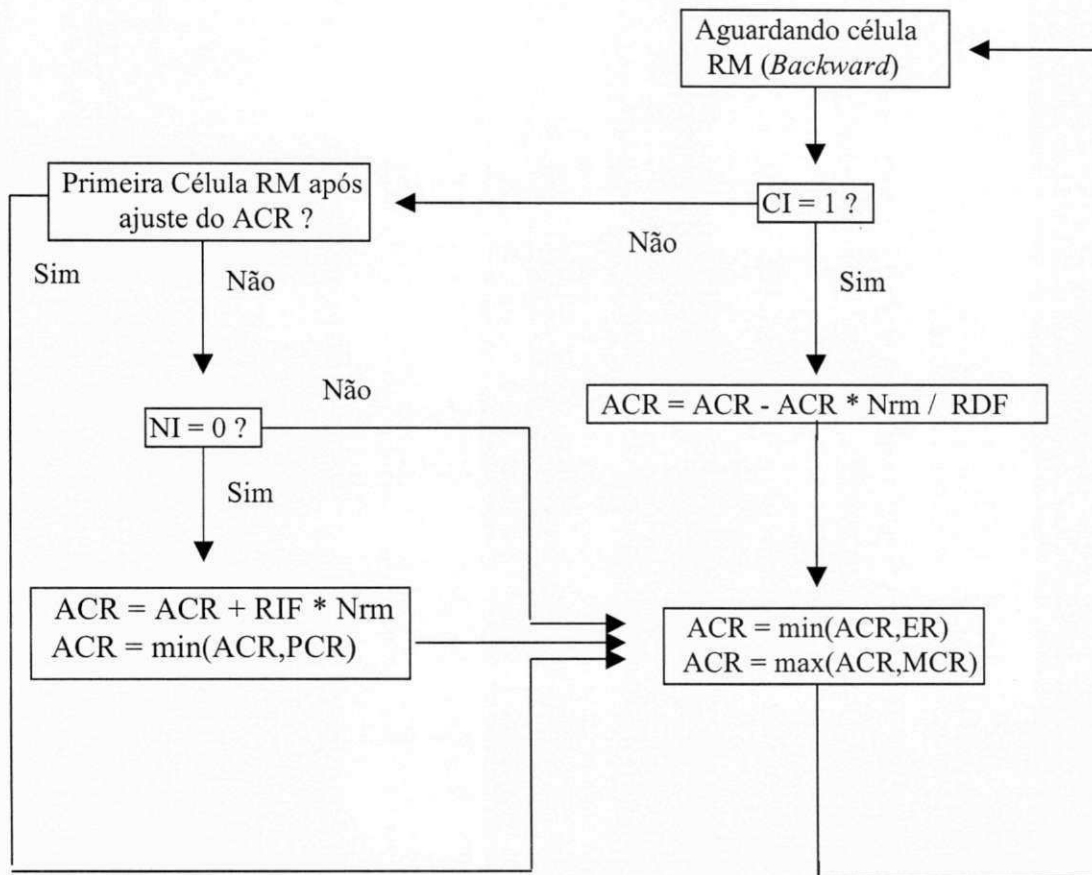 Aguardando célula
RM (Backward)
Primeira Célula RM após
ajuste do ACR ?
CI = 1 ?
Não
Sim
Não
Sim
Não
NI = 0 ?
ACR = ACR - ACR * Nrm / RDF
Sim
ACR = ACR + RIF * Nrm
ACR = min(ACR,PCR)
ACR = min(ACR,ER)
ACR = max(ACR,MCR)